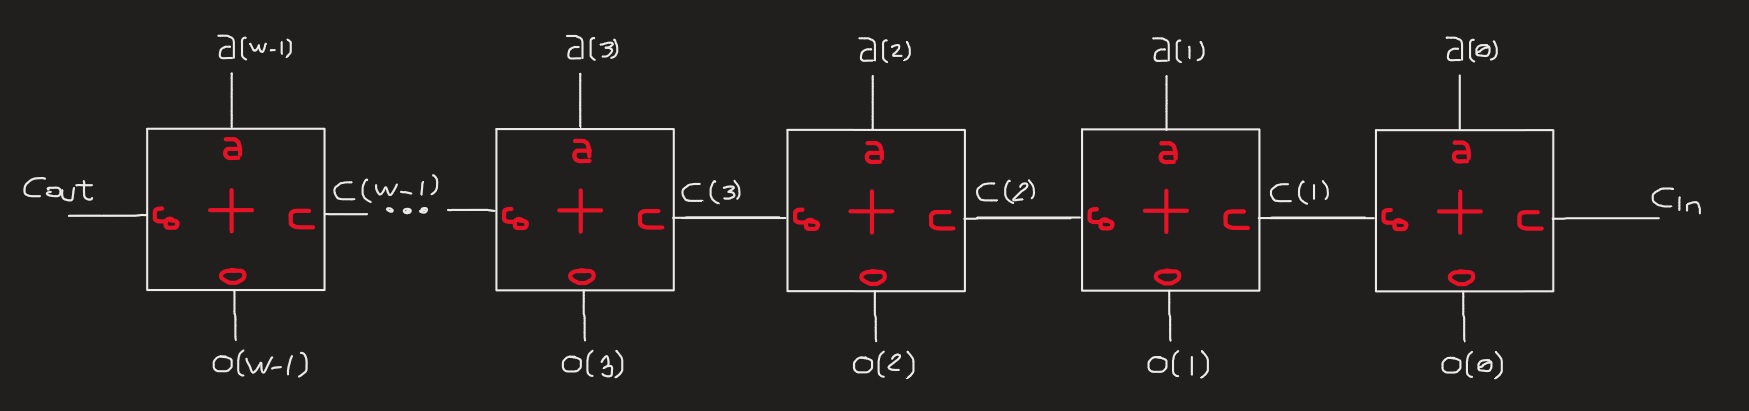 a(w-1) a(3) a(2) a(1) a(0)
a a a a a
Cout C(w-1) C(3) C(2) C(1) Cin
co + c ... co + c co + c co + c co + c
o o o o o
o(w-1) o(3) o(2) o(1) o(0)